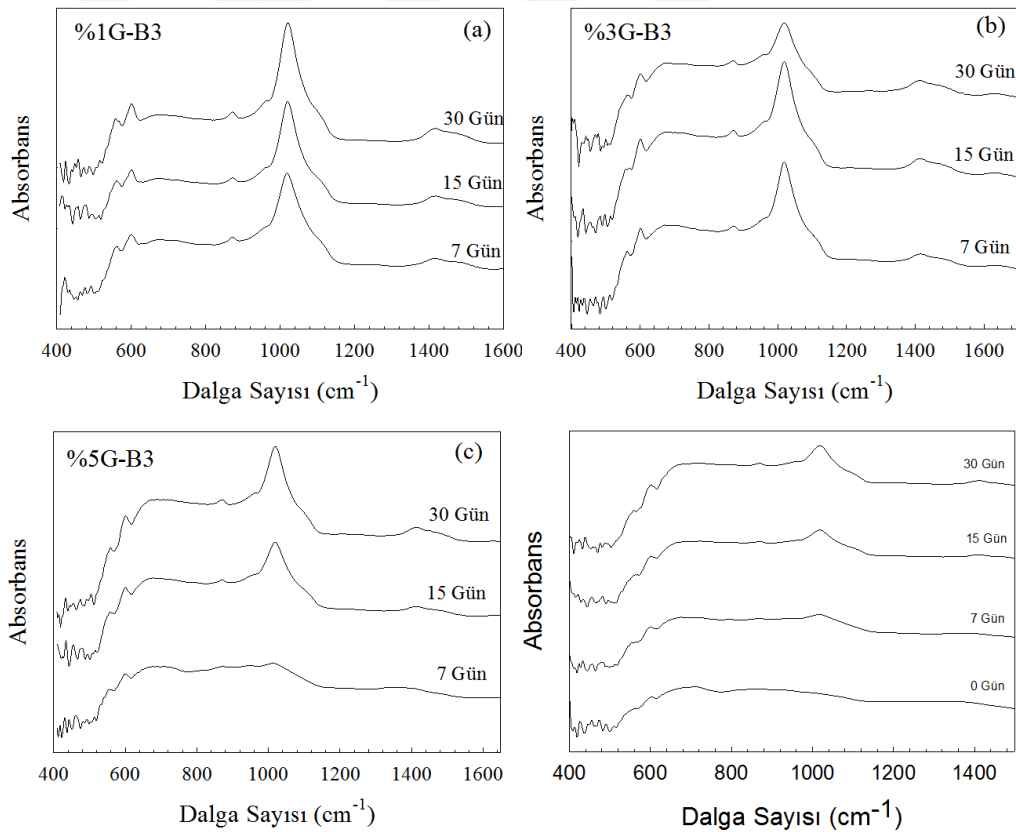 %1G-B3
(a)
30 Gün
15 Gün
7 Gün
Absorbans
400 600 800 1000 1200 1400 1600
Dalga Sayısı (cm-1)
%3G-B3
(b)
30 Gün
15 Gün
7 Gün
Absorbans
400 600 800 1000 1200 1400
Dalga Sayısı (cm-1)
%5G-B3
(c)
30 Gün
15 Gün
7 Gün
Absorbans
400 600 800 1000 1200 1400 1600
Dalga Sayısı (cm-1)
30 Gün
15 Gün
7 Gün
0 Gün
Absorbans
400 600 800 1000 1200 1400
Dalga Sayısı (cm-1)